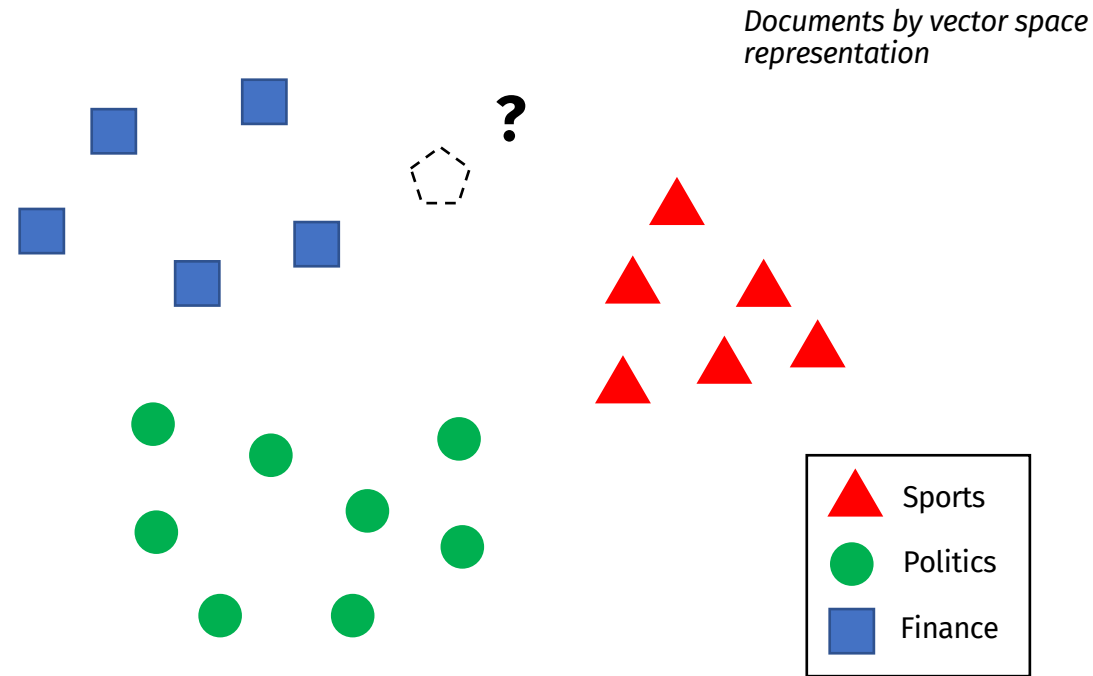 Documents by vector space
representation
?
Sports
Politics
Finance